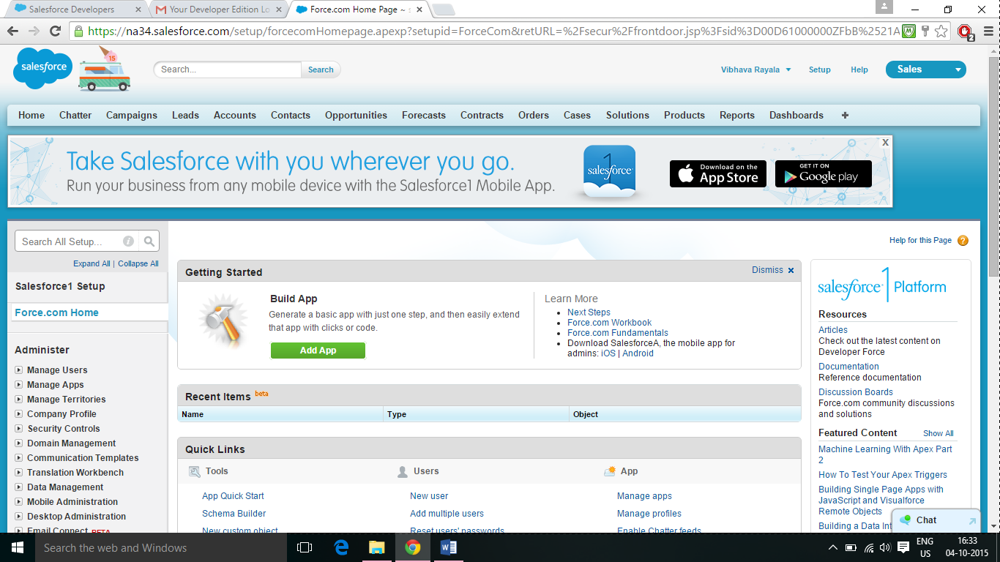 Salesforce Developers
Your Developer Edition Lo
Force.com Home Page ~
https://na34.salesforce.com/setup/forcecomHomepage.apexp?setupid=ForceCom&retURL=%2Fsecur%2Ffrontdoor.jsp%3Fsid%3D00D61000000ZFbB%2521A
2
salesforce
15
Search...
Search
Vibhava Rayala
Setup
Help
Sales
Home Chatter Campaigns Leads Accounts Contacts Opportunities Forecasts Contracts Orders Cases Solutions Products Reports Dashboards +
Take Salesforce with you wherever you go.
Run your business from any mobile device with the Salesforce1 Mobile App.
1
salesforce
Download on the
App Store
GET IT ON
Google play
X
Search All Setup...
Expand All | Collapse All
Salesforce1 Setup
Force.com Home
Administer
Manage Users
Manage Apps
Manage Territories
Company Profile
Security Controls
Domain Management
Communication Templates
Translation Workbench
Data Management
Mobile Administration
Desktop Administration
Email Connect BETA
Help for this Page ?
Getting Started
Dismiss x
Build App
Generate a basic app with just one step, and then easily extend
that app with clicks or code.
Add App
Learn More
Next Steps
Force.com Workbook
Force.com Fundamentals
Download SalesforceA, the mobile app for
admins: iOS | Android
Recent Items beta
Name Type Object
Quick Links
Tools
App Quick Start
Schema Builder
New custom object
Users
New user
Add multiple users
Reset users' passwords
App
Manage apps
Manage profiles
Enable Chatter feeds
salesforce1 Platform
Resources
Articles
Check out the latest content on
Developer Force
Documentation
Reference documentation
Discussion Boards
Force.com community discussions
and solutions
Featured Content Show All
Machine Learning With Apex Part
2
How To Test Your Apex Triggers
Building Single Page Apps with
JavaScript and Visualforce
Remote Objects
Building a Data Int
Chat
Search the web and Windows
ENG
US
16:33
04-10-2015